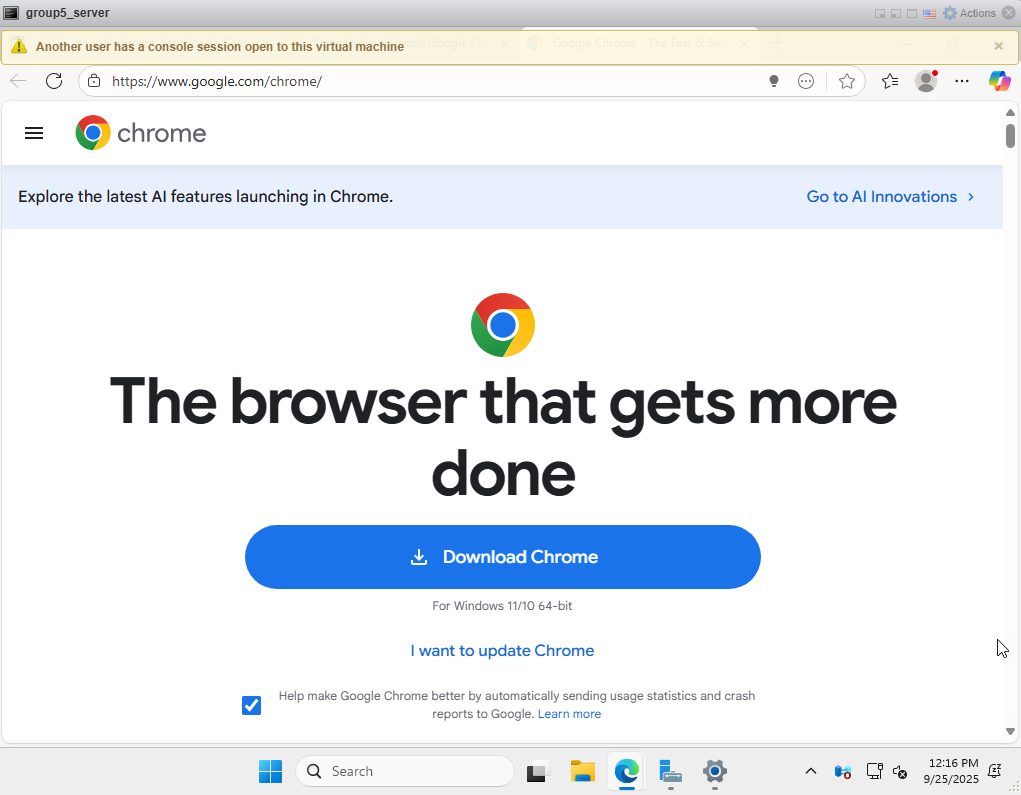 group5_server
Actions
Another user has a console session open to this virtual machine
Google Chrome - The Fast & Sec
https://www.google.com/chrome/
chrome
Explore the latest AI features launching in Chrome.
Go to AI Innovations
The browser that gets more
done
Download Chrome
For Windows 11/10 64-bit
I want to update Chrome
Help make Google Chrome better by automatically sending usage statistics and crash
reports to Google. Learn more
Search
12:16 PM
9/25/2025